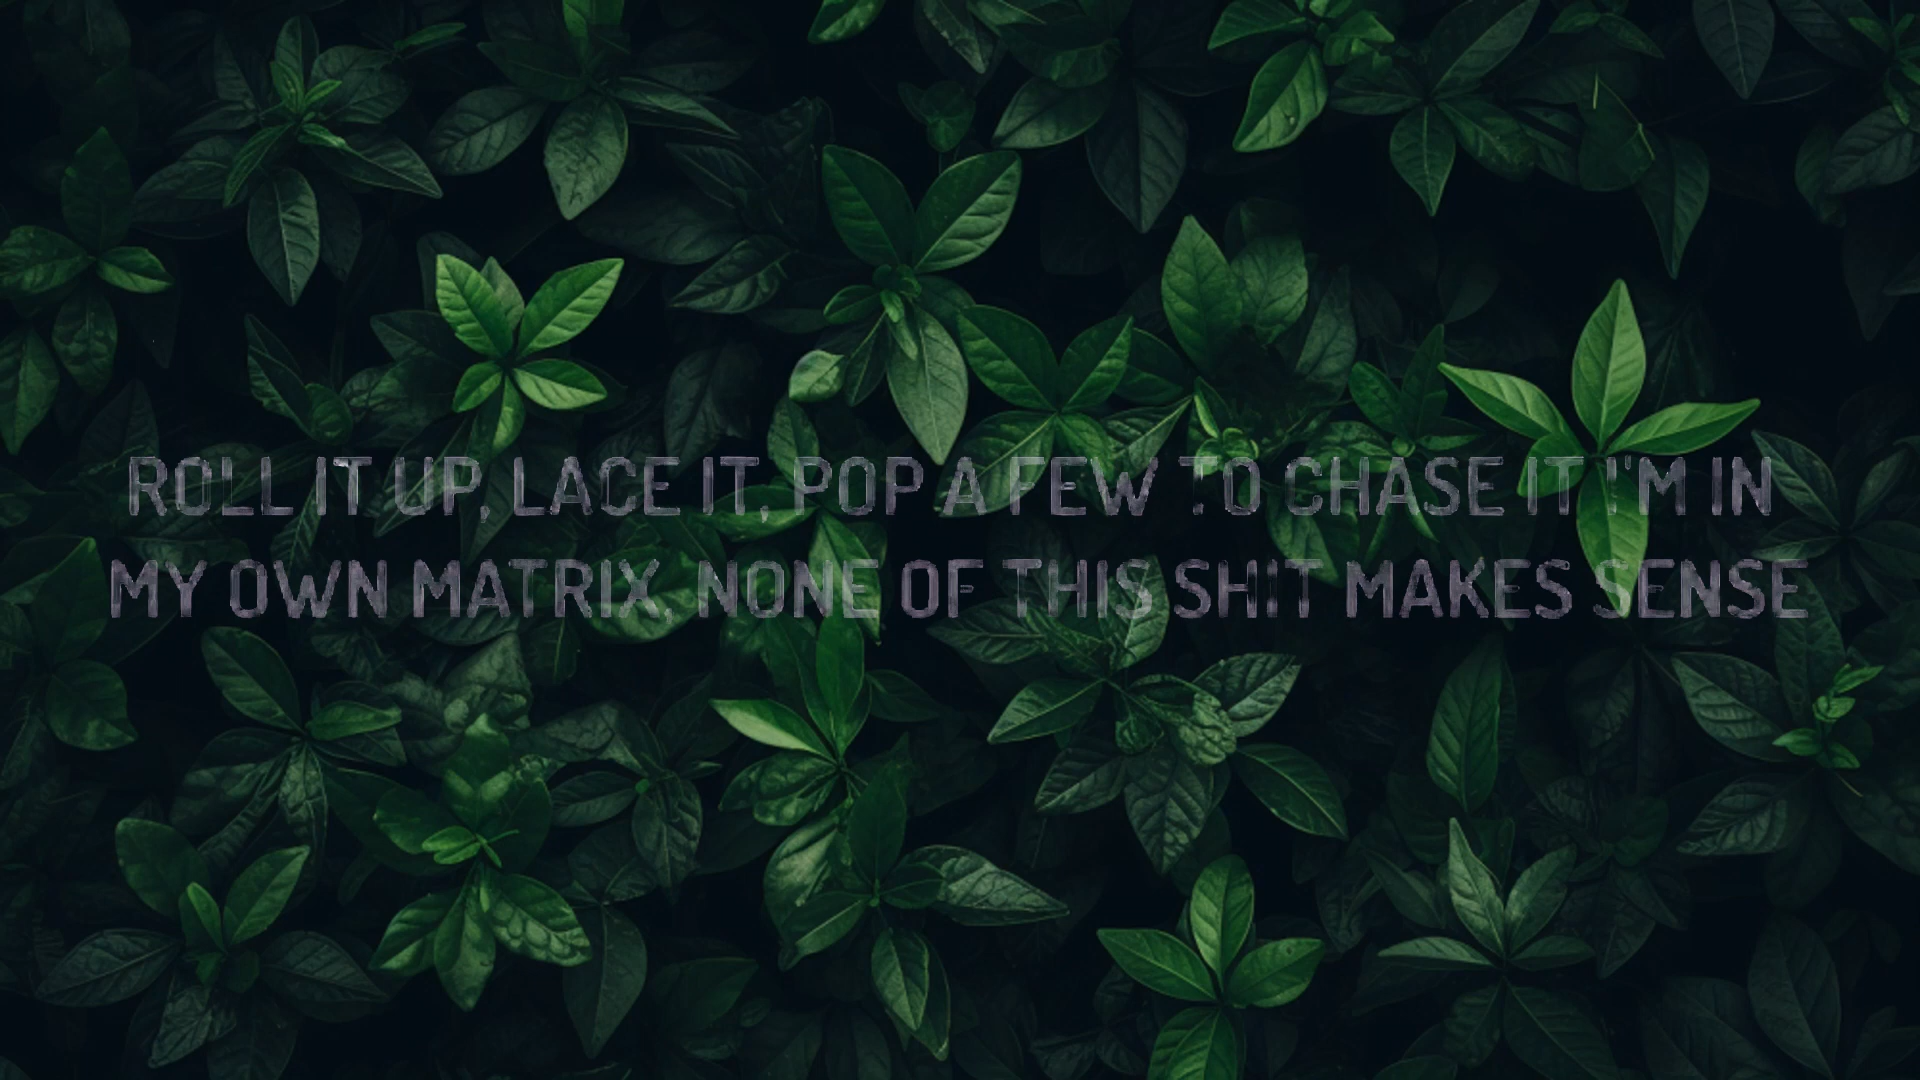 ROLL IT UP, LACE IT, POP A FEW TO CHASE IT I'M IN
MY OWN MATRIX, NONE OF THIS SHIT MAKES SENSE